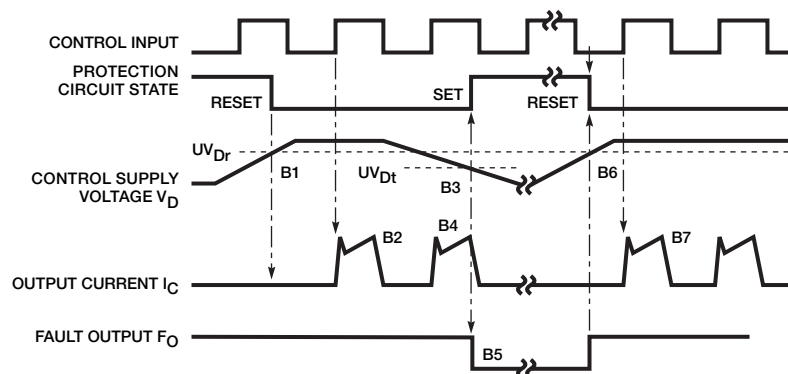 CONTROL INPUT
PROTECTION
CIRCUIT STATE
RESET
SET
RESET
UVDr
B1
UVDt
B3
B6
CONTROL SUPPLY
VOLTAGE VD
B2
B4
B7
OUTPUT CURRENT IC
FAULT OUTPUT FO
B5